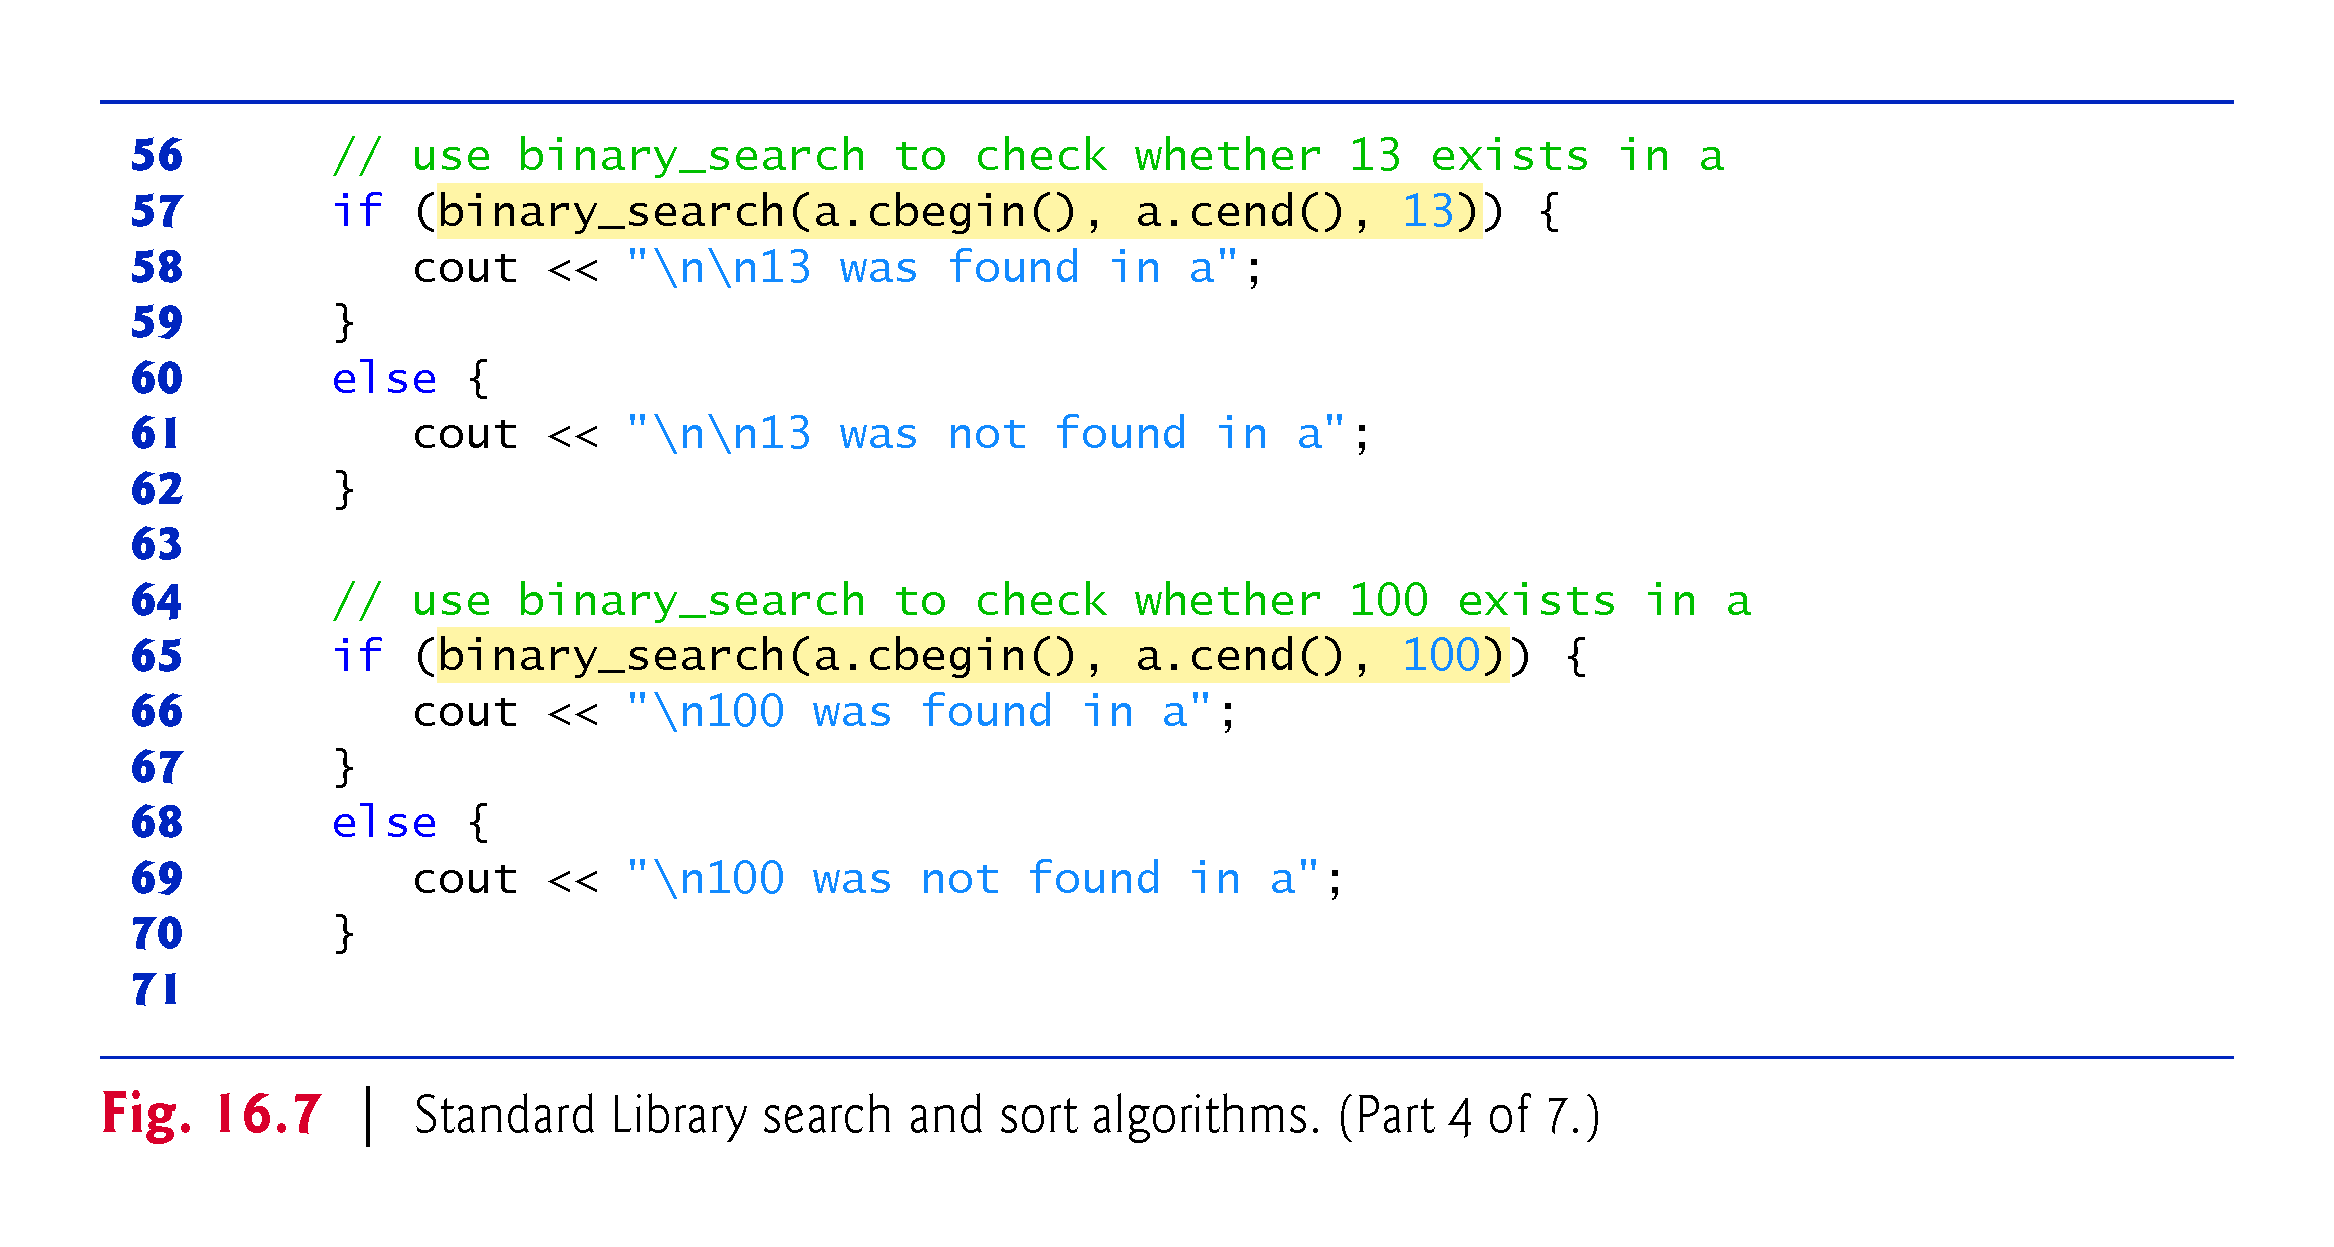 56 // use binary_search to check whether 13 exists in a
57 if (binary_search(a.cbegin(), a.cend(), 13)) {
58 cout << "\n\n13 was found in a";
59 }
60 else {
61 cout << "\n\n13 was not found in a";
62 }
63
64 // use binary_search to check whether 100 exists in a
65 if (binary_search(a.cbegin(), a.cend(), 100)) {
66 cout << "\n100 was found in a";
67 }
68 else {
69 cout << "\n100 was not found in a";
70 }
71
Fig. 16.7 | Standard Library search and sort algorithms. (Part 4 of 7.)